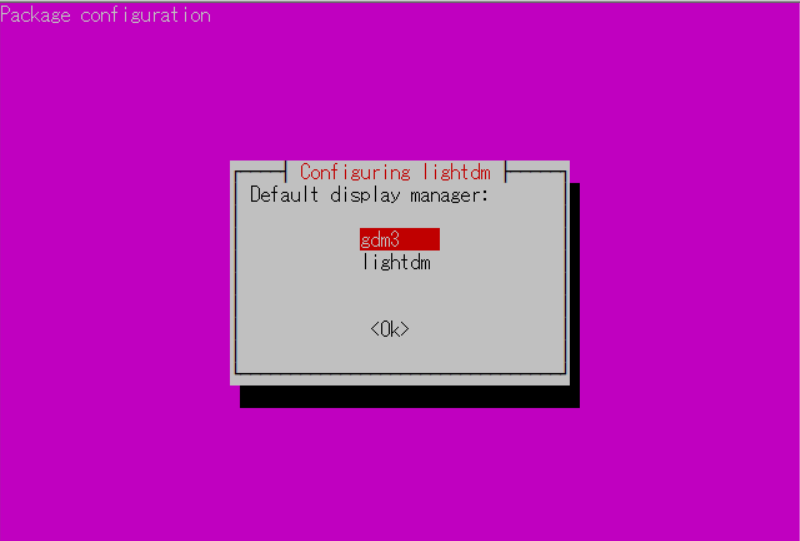 Package configuration
Configuring lightdm
Default display manager:
gdm3
lightdm
<Ok>